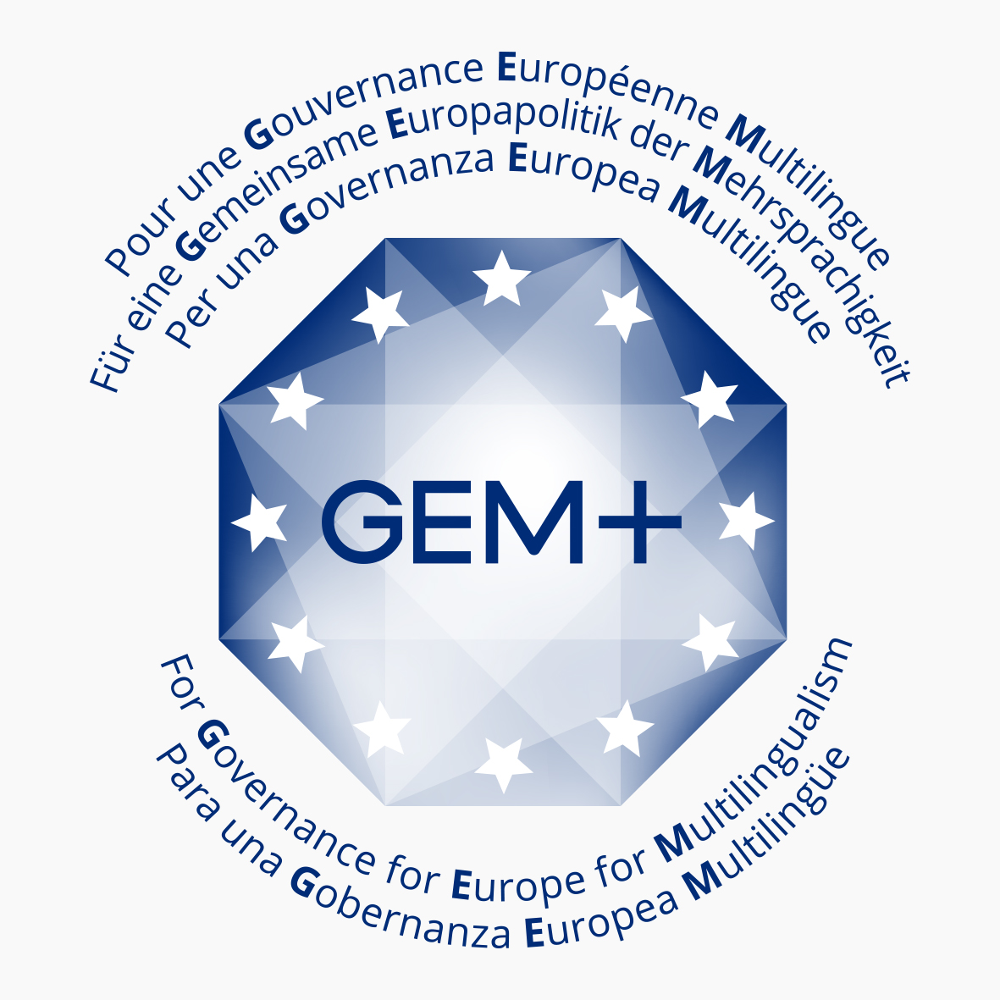 Pour une Gouvernance Européenne Multilingue
Für eine Gemeinsame Europapolitik der Mehrsprachigkeit
Per una Governanza Europea Multilingue
GEM+
For Governance for Europe for Multilingualism
Para una Gobernanza Europea Multilingüe